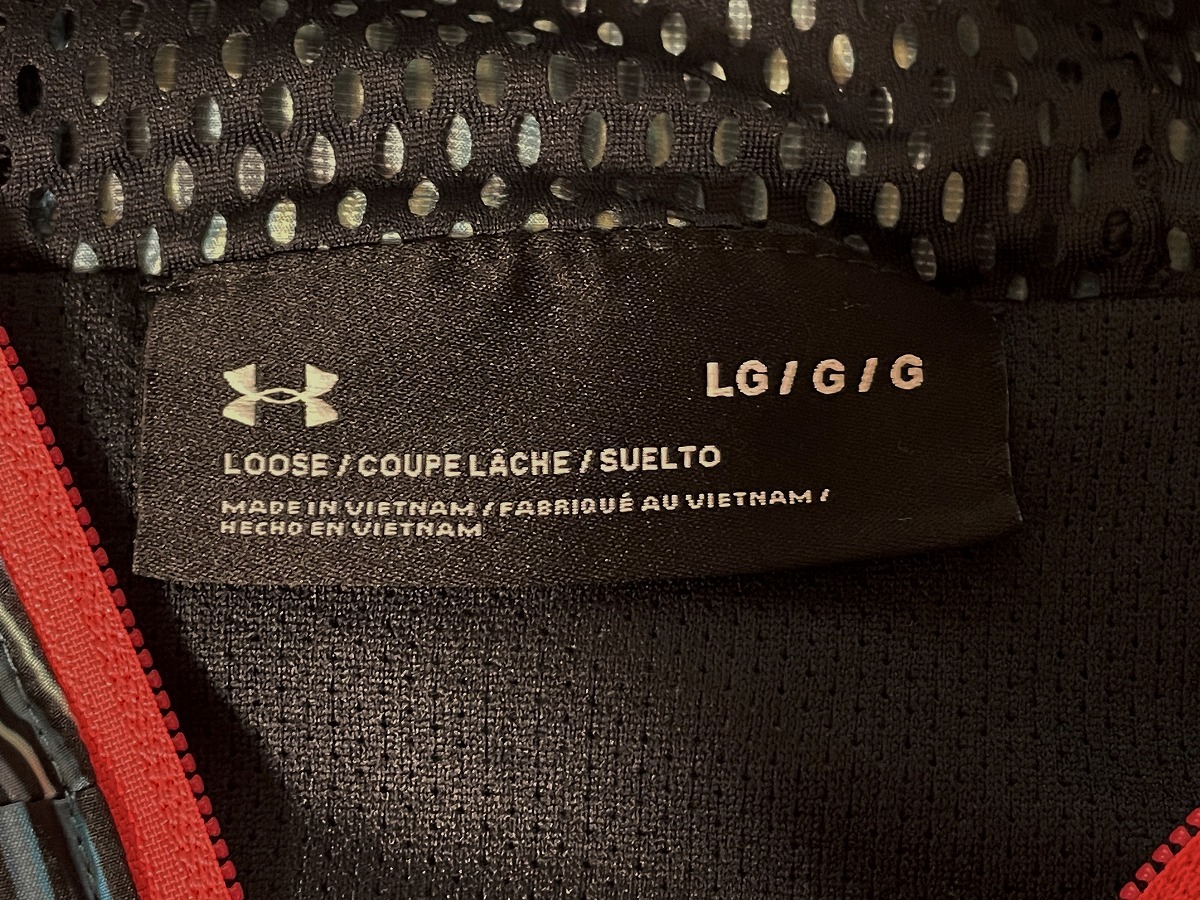 LG / G / G
LOOSE / COUPE LÂCHE / SUELTO
MADE IN VIETNAM / FABRIQUÉ AU VIETNAM /
HECHO EN VIETNAM